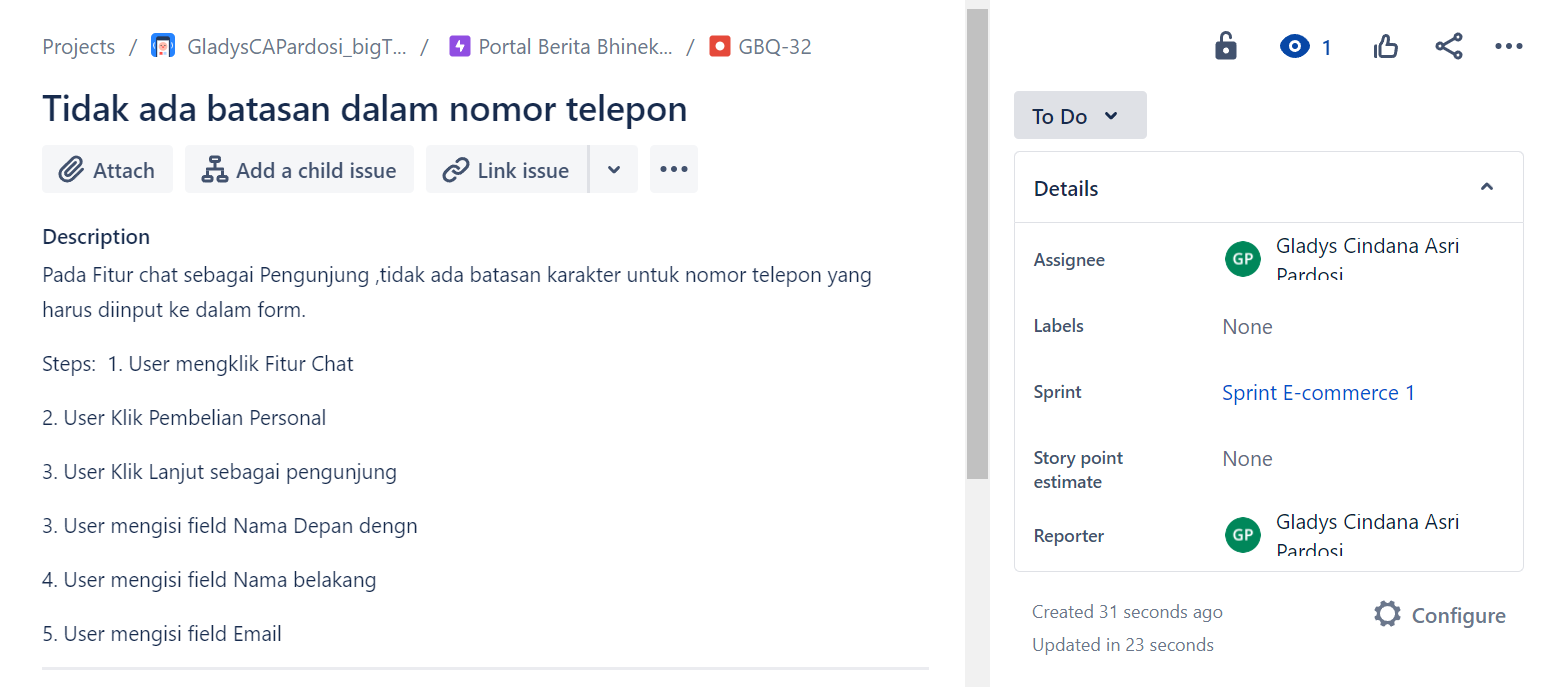 Projects / GladysCAPardosi_bigT... / Portal Berita Bhinek... / GBQ-32
1
Tidak ada batasan dalam nomor telepon
Attach
Add a child issue
Link issue
Description
Pada Fitur chat sebagai Pengunjung ,tidak ada batasan karakter untuk nomor telepon yang
harus diinput ke dalam form.
Steps:  1. User mengklik Fitur Chat
2. User Klik Pembelian Personal
3. User Klik Lanjut sebagai pengunjung
3. User mengisi field Nama Depan dengn
4. User mengisi field Nama belakang
5. User mengisi field Email
To Do
Details
Assignee
GP
Gladys Cindana Asri
Pardosi
Labels
None
Sprint
Sprint E-commerce 1
Story point
estimate
None
Reporter
GP
Gladys Cindana Asri
Pardosi
Created 31 seconds ago
Updated in 23 seconds
Configure